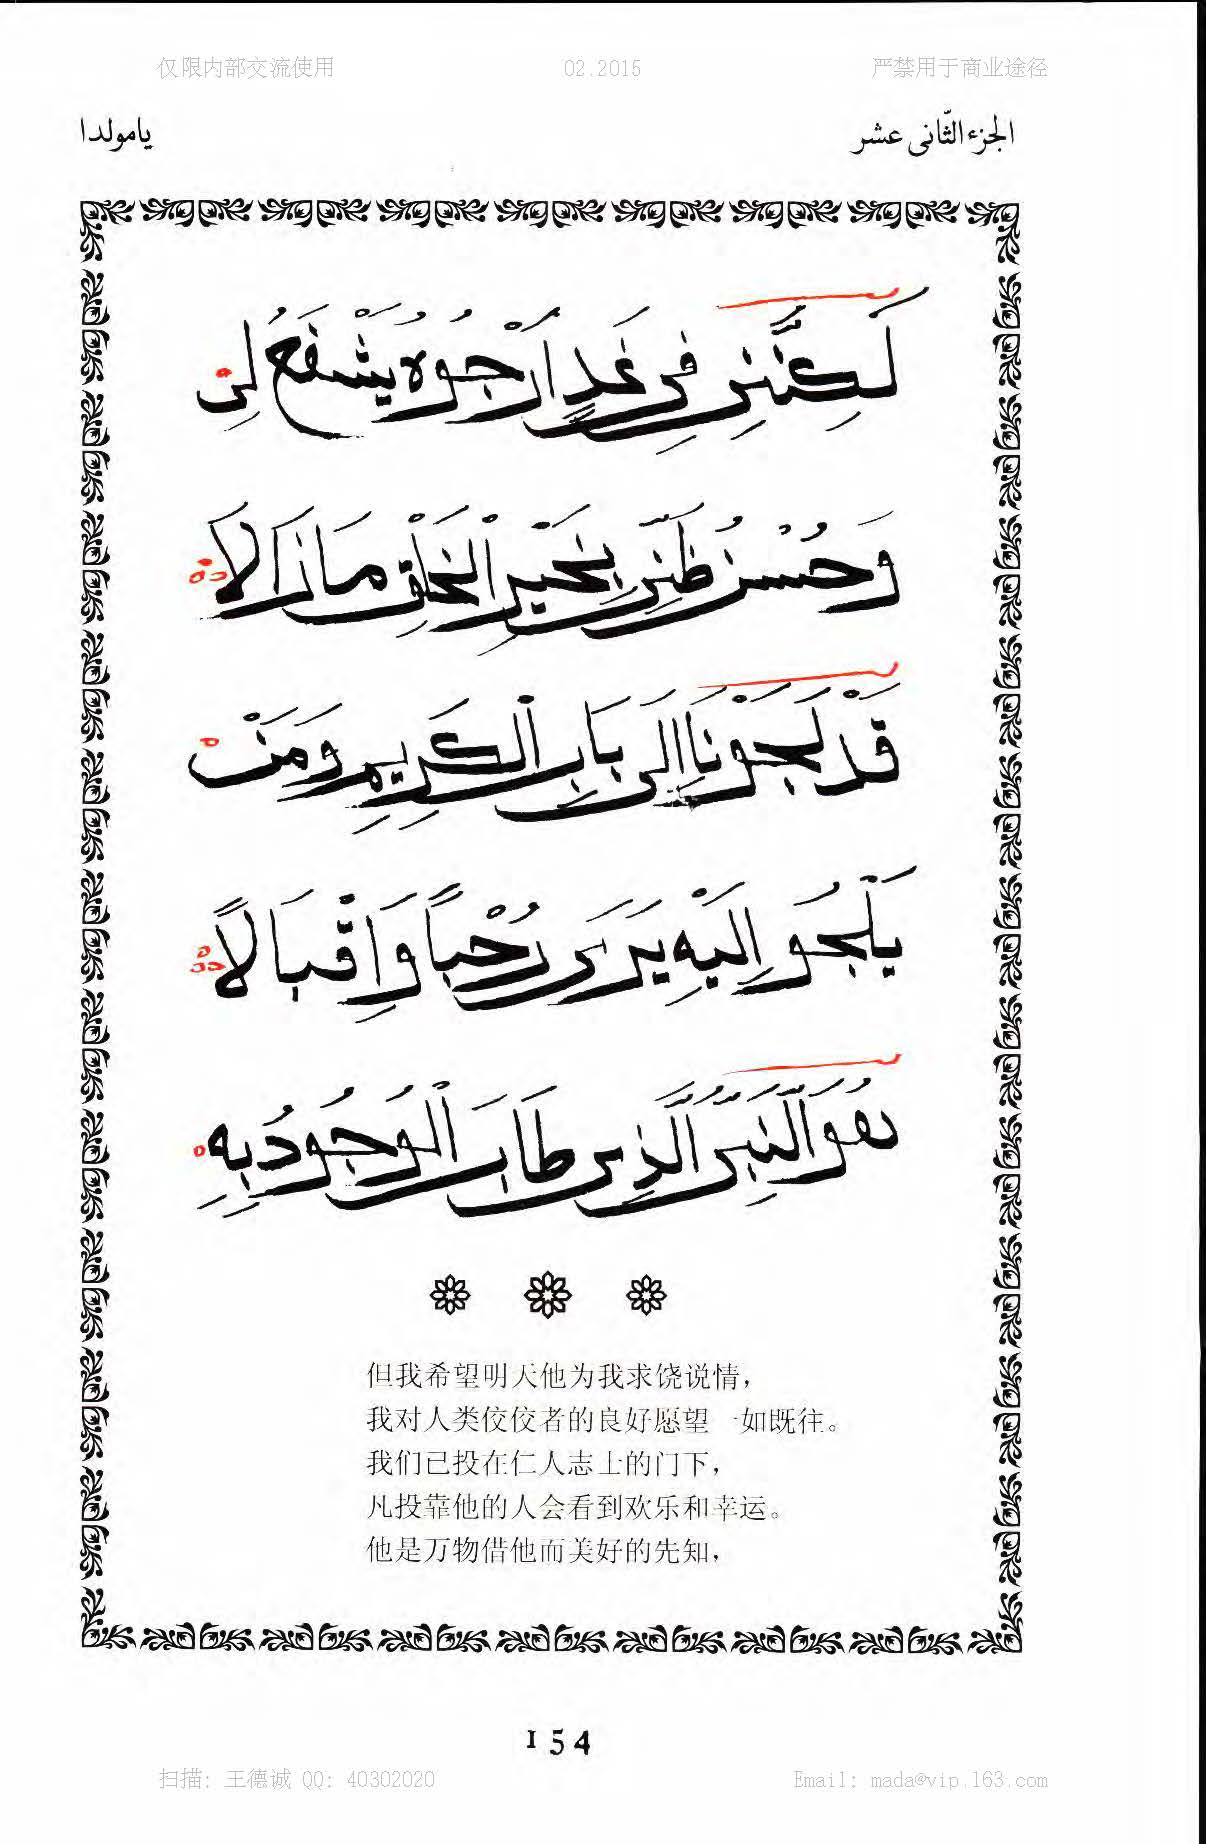 仅限内部交流使用 02.2015 严禁用于商业途径
الجزء الثّانى عشر يامولدا
لَكِنَّنِى فِى غَدٍ اَرْجُوهُ يَشْفَعُ لِى
وَحُسْنُ ظَنِّى بِخَيْرِ الْخَلْقِ مَازَالَا
قَدْ لَجَوْنَا اِلَى بَابِ الْكَرِيمِ وَمَنْ
يَلْجَو اِلَيْهِ يَرَى رُحْبًا وَاِقْبَالًا
هُوَ النَّبِىُّ الَّذِى طَابَ الْوُجُودُ بِهِ
但我希望明天他为我求饶说情，
我对人类佼佼者的良好愿望一如既往。
我们已投在仁人志士的门下，
凡投靠他的人会看到欢乐和幸运。
他是万物借他而美好的先知，
154
扫描: 王德诚 QQ: 40302020 Email: mada@vip.163.com